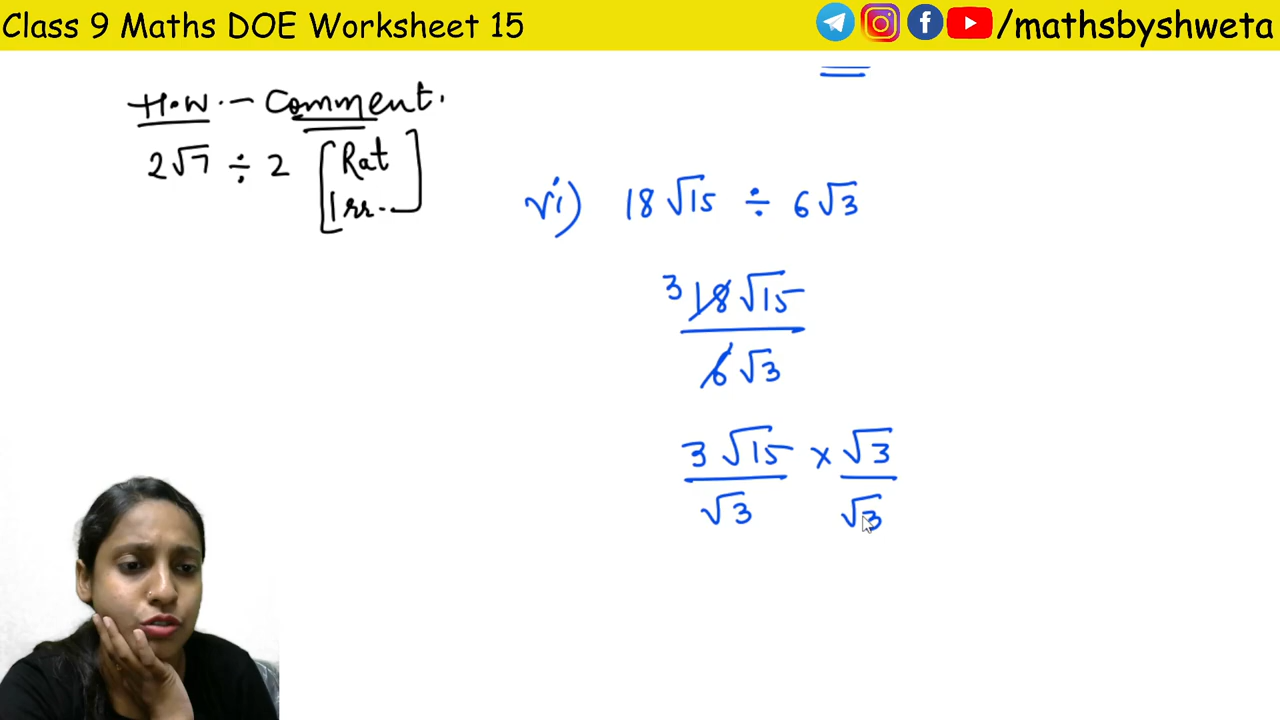 Class 9 Maths DOE Worksheet 15
/mathsbyshweta
H.W. - Comment.
2√7 ÷ 2 [Rat
Irr.]
vi) 18√15 ÷ 6√3
3 18√15
6√3
3√15 × √3
√3 √3